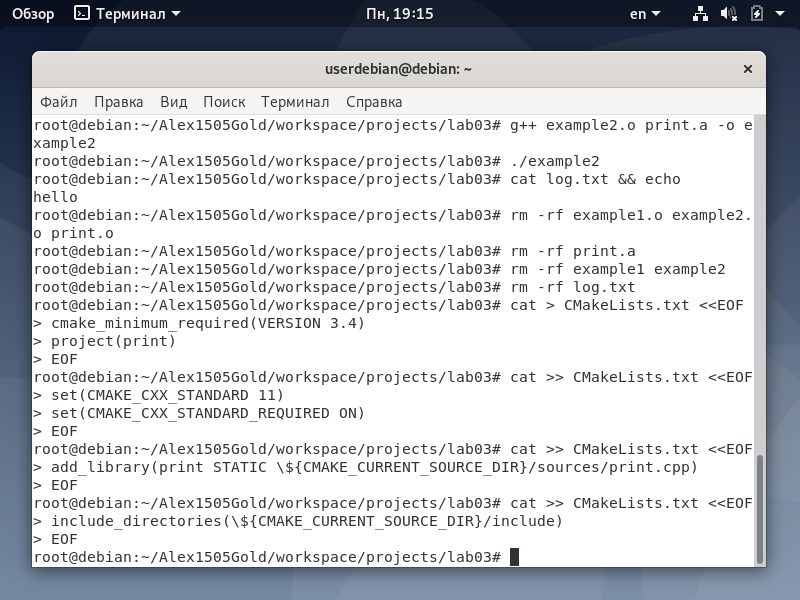 Обзор Терминал Пн, 19:15 en
userdebian@debian: ~
Файл Правка Вид Поиск Терминал Справка
root@debian:~/Alex1505Gold/workspace/projects/lab03# g++ example2.o print.a -o e
xample2
root@debian:~/Alex1505Gold/workspace/projects/lab03# ./example2
root@debian:~/Alex1505Gold/workspace/projects/lab03# cat log.txt && echo
hello
root@debian:~/Alex1505Gold/workspace/projects/lab03# rm -rf example1.o example2.
o print.o
root@debian:~/Alex1505Gold/workspace/projects/lab03# rm -rf print.a
root@debian:~/Alex1505Gold/workspace/projects/lab03# rm -rf example1 example2
root@debian:~/Alex1505Gold/workspace/projects/lab03# rm -rf log.txt
root@debian:~/Alex1505Gold/workspace/projects/lab03# cat > CMakeLists.txt <<EOF
> cmake_minimum_required(VERSION 3.4)
> project(print)
> EOF
root@debian:~/Alex1505Gold/workspace/projects/lab03# cat >> CMakeLists.txt <<EOF
> set(CMAKE_CXX_STANDARD 11)
> set(CMAKE_CXX_STANDARD_REQUIRED ON)
> EOF
root@debian:~/Alex1505Gold/workspace/projects/lab03# cat >> CMakeLists.txt <<EOF
> add_library(print STATIC \${CMAKE_CURRENT_SOURCE_DIR}/sources/print.cpp)
> EOF
root@debian:~/Alex1505Gold/workspace/projects/lab03# cat >> CMakeLists.txt <<EOF
> include_directories(\${CMAKE_CURRENT_SOURCE_DIR}/include)
> EOF
root@debian:~/Alex1505Gold/workspace/projects/lab03#